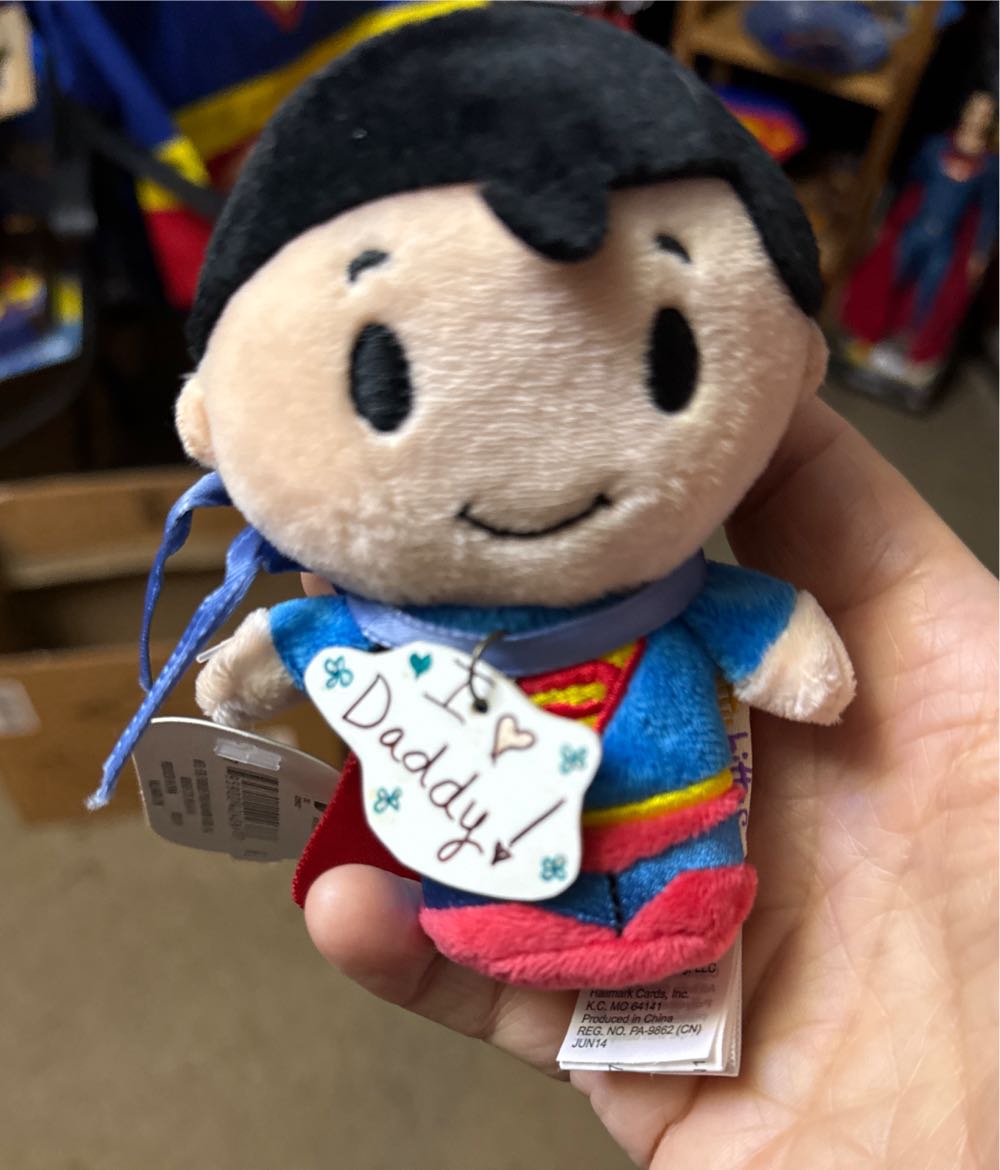 I ♡
Daddy!
Hallmark Cards, Inc.
K.C. MO 64141
Produced in China
REG. NO. PA-9862 (CN)
JUN14